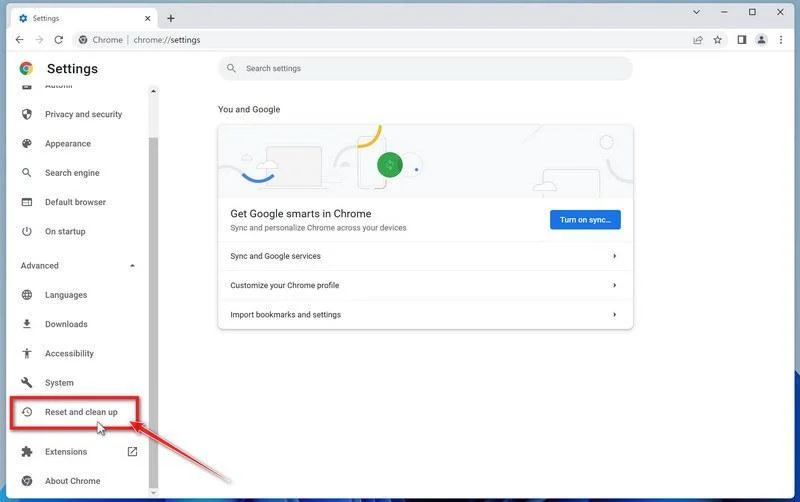 Settings
Chrome | chrome://settings
Settings
Search settings
Autofill
Privacy and security
Appearance
Search engine
Default browser
On startup
Advanced
Languages
Downloads
Accessibility
System
Reset and clean up
Extensions
About Chrome
You and Google
Get Google smarts in Chrome
Sync and personalize Chrome across your devices
Turn on sync...
Sync and Google services
Customize your Chrome profile
Import bookmarks and settings